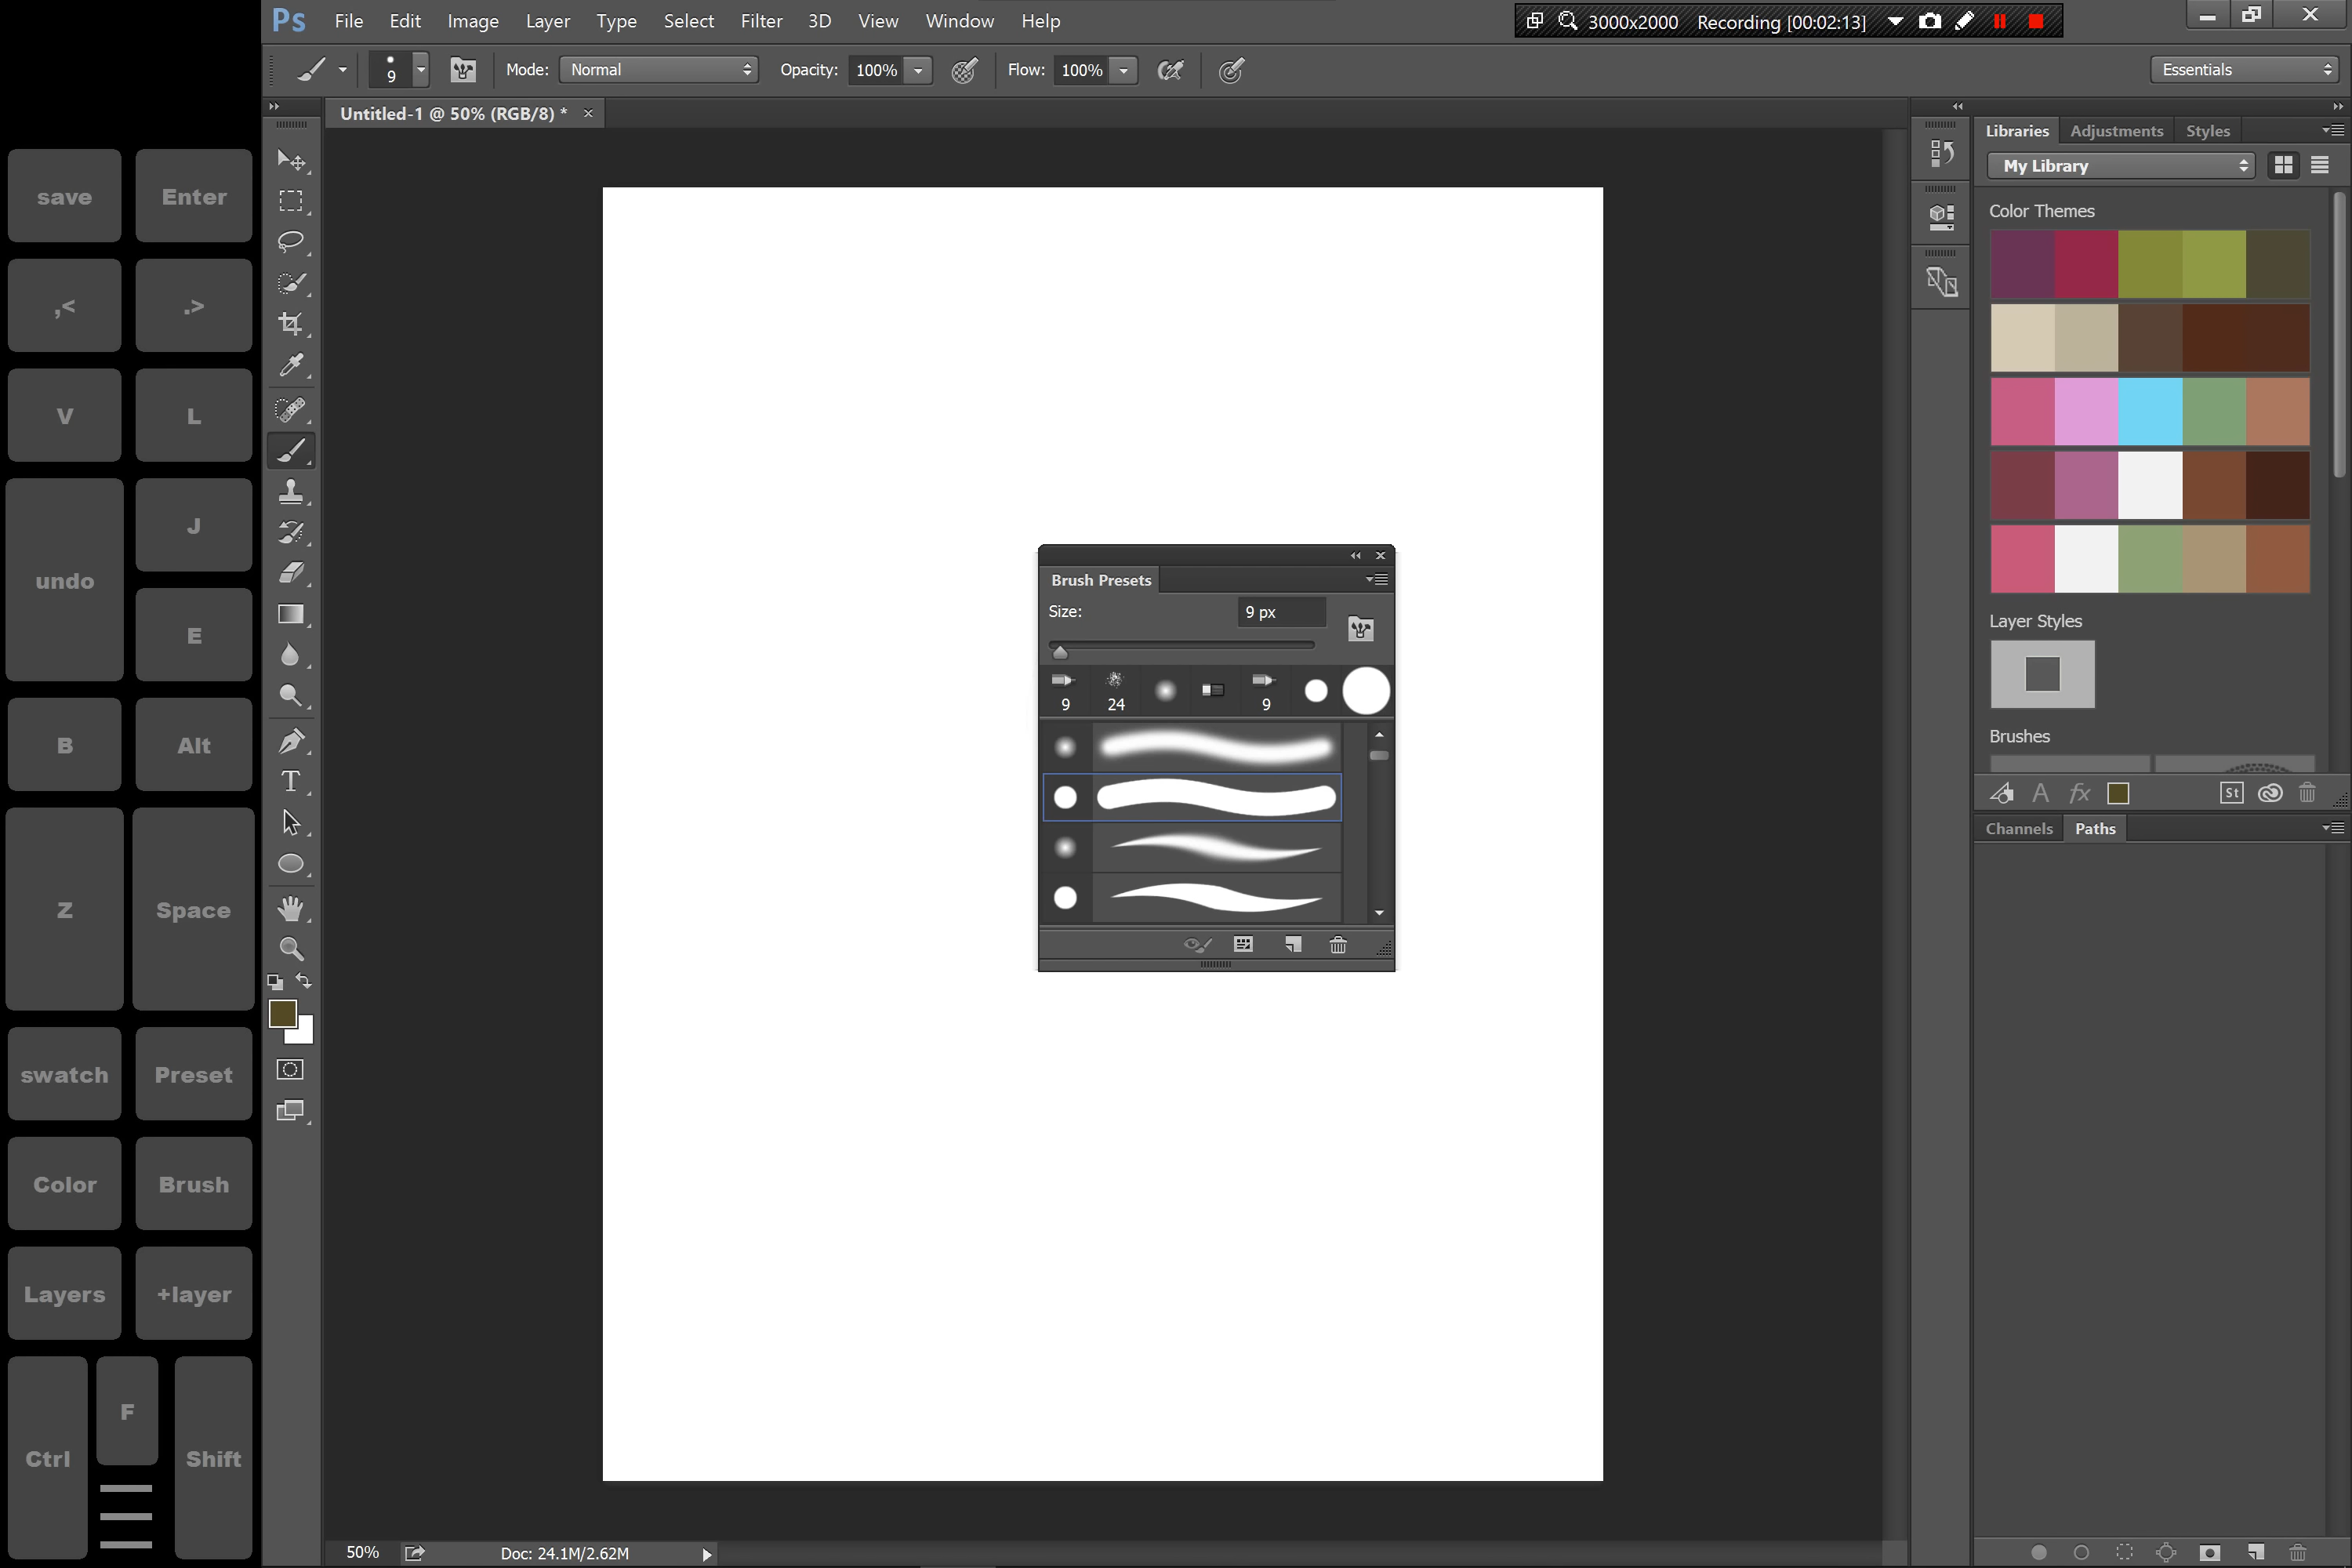 Ps File Edit Image Layer Type Select Filter 3D View Window Help
3000x2000 Recording [00:02:13]
9 Mode: Normal Opacity: 100% Flow: 100% Essentials
Untitled-1 @ 50% (RGB/8) *
save Enter
,< .>
V L
undo J
E
B Alt
Z Space
swatch Preset
Color Brush
Layers +layer
Ctrl F Shift
T
Brush Presets
Size: 9 px
9 24 9
Libraries Adjustments Styles
My Library
Color Themes
Layer Styles
Brushes
A fx St
Channels Paths
50% Doc: 24.1M/2.62M